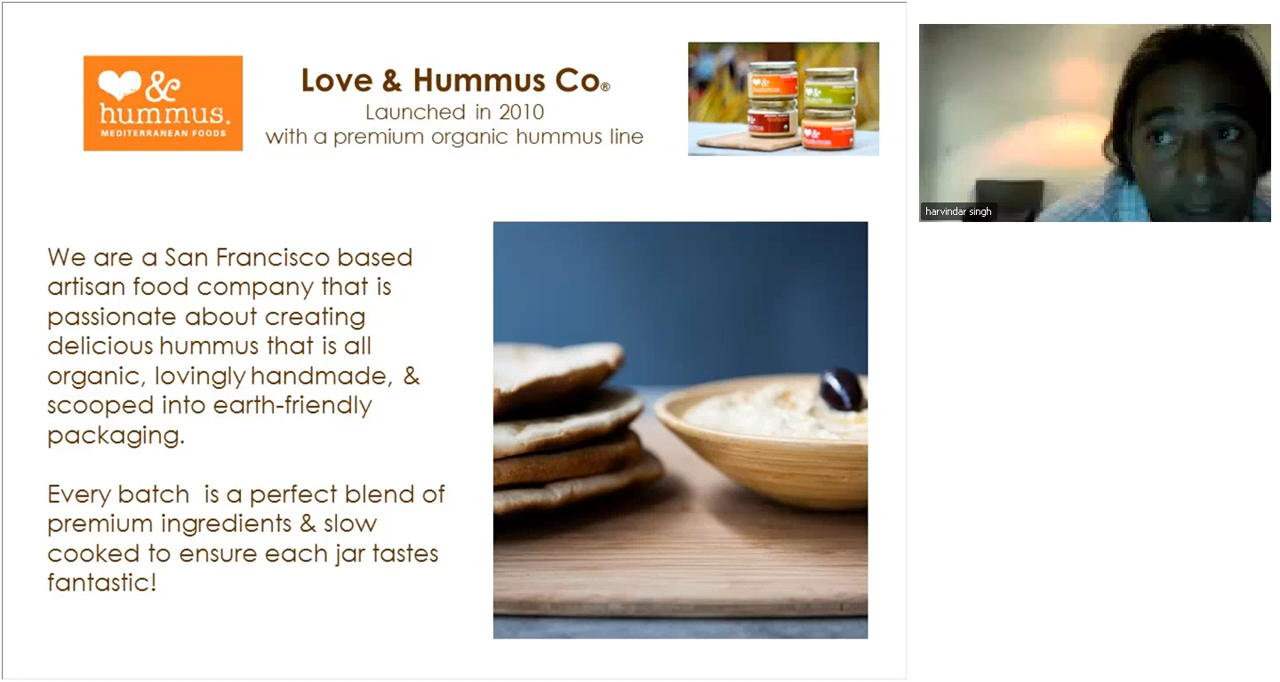 &
hummus.
MEDITERRANEAN FOODS
Love & Hummus Co®
Launched in 2010
with a premium organic hummus line
We are a San Francisco based
artisan food company that is
passionate about creating
delicious hummus that is all
organic, lovingly handmade, &
scooped into earth-friendly
packaging.
Every batch  is a perfect blend of
premium ingredients & slow
cooked to ensure each jar tastes
fantastic!
harvindar singh